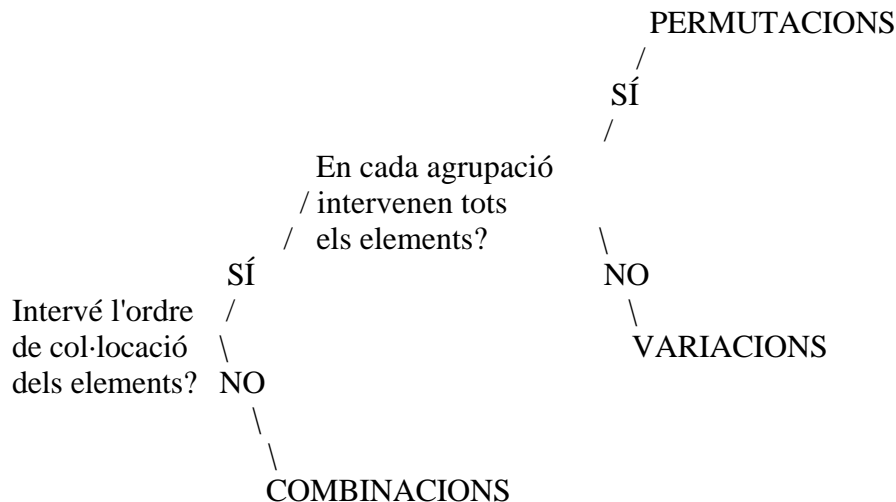 PERMUTACIONS
/
SÍ
/
En cada agrupació
/ intervenen tots
/ els elements? \
SÍ NO
Intervé l'ordre / \
de col·locació \ VARIACIONS
dels elements? NO
\
\
COMBINACIONS